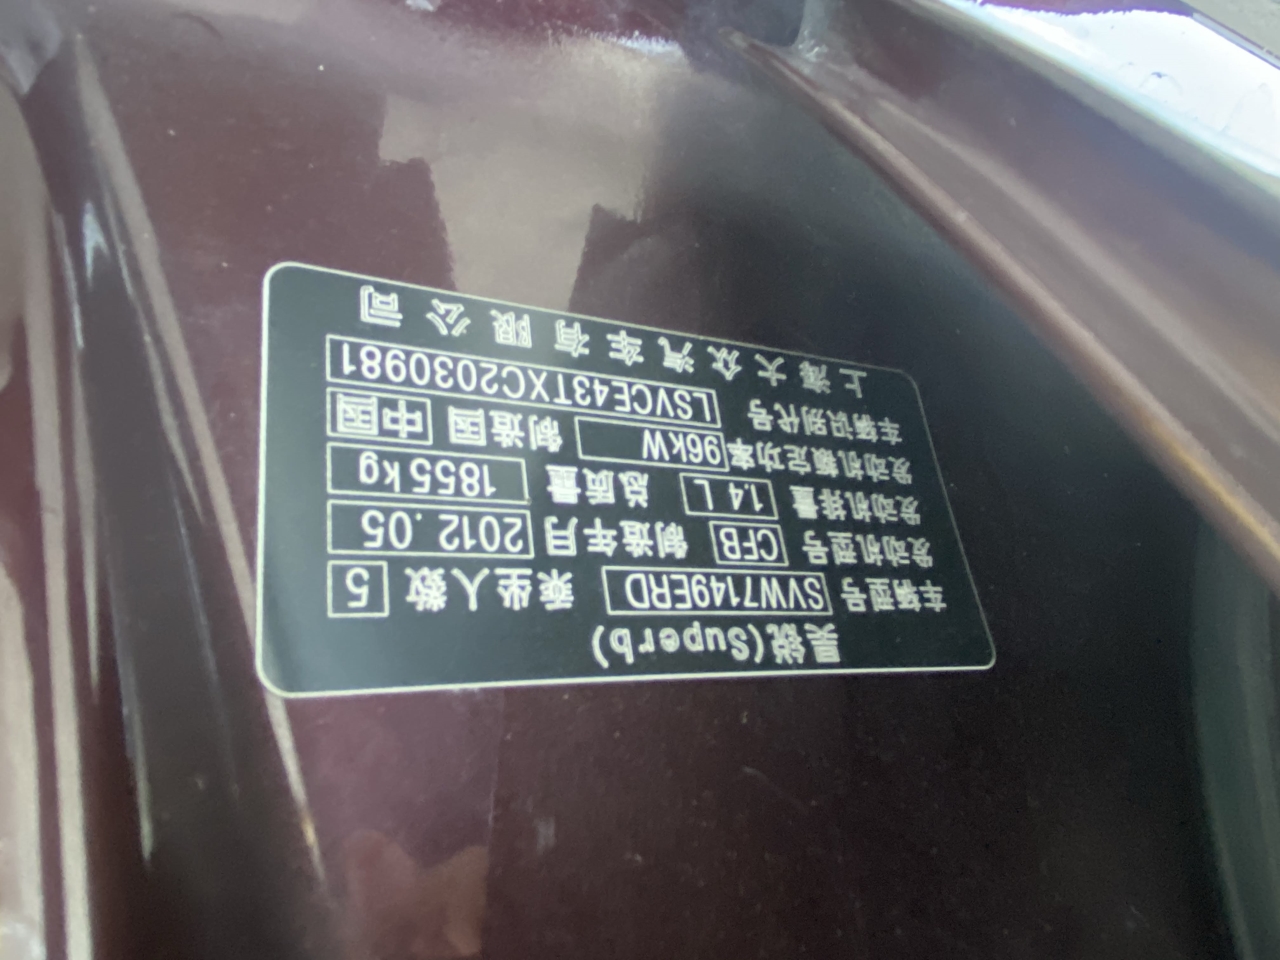 昊锐(Superb)
车辆型号 SVW7149ERD 乘坐人数 5
发动机型号 CFB 制造年月 2012.05
发动机排量 1.4 L 总质量 1855 kg
发动机额定功率 96kW 制造国 中国
车辆识别代号 LSVCE43TXC2030981
上海大众汽车有限公司